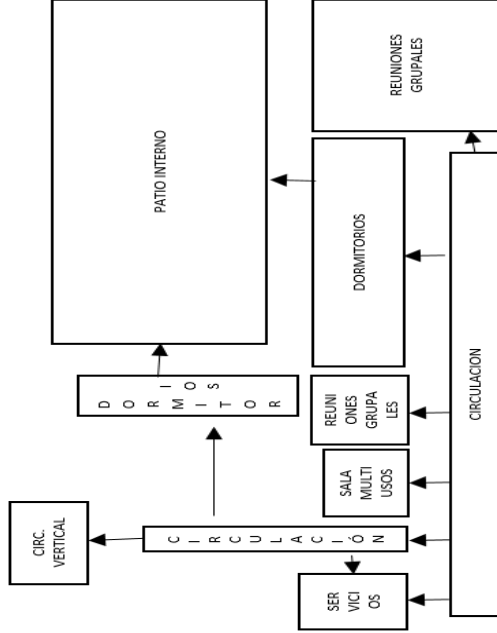 PATIO INTERNO
REUNIONES
GRUPALES
DORMITORIOS
D O R M I T O R
I O S
REUNI
ONES
GRUPA
LES
SALA
MULTI
USOS
CIRC.
VERTICAL
C I R C U L A C I Ó N
SER
VICI
OS
CIRCULACION